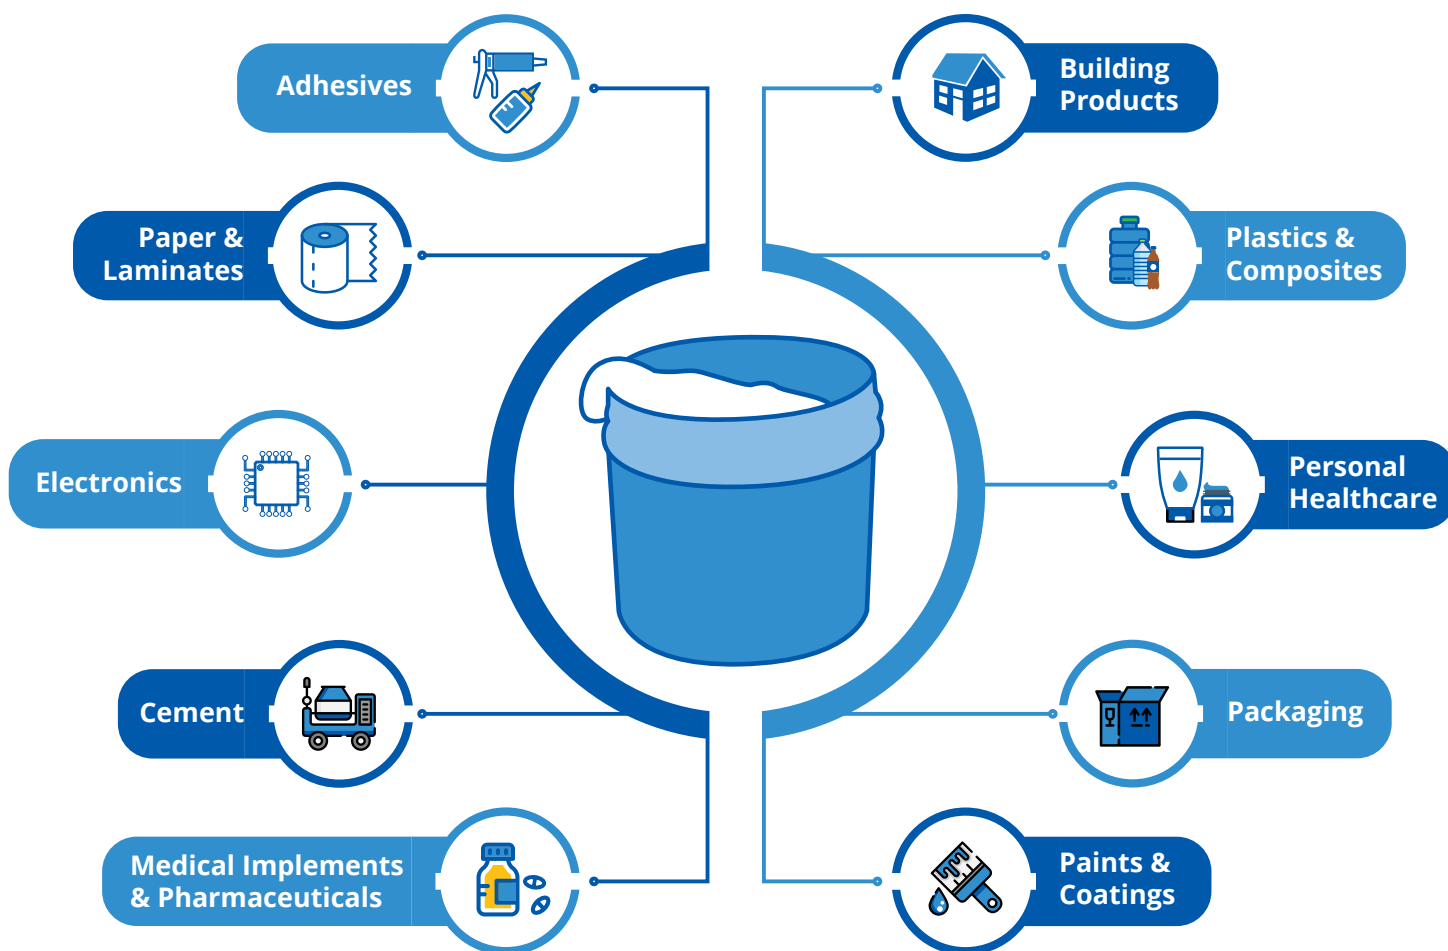 Adhesives
Building
Products
Paper &
Laminates
Plastics &
Composites
Electronics
Personal
Healthcare
Cement
Packaging
Medical Implements
& Pharmaceuticals
Paints &
Coatings